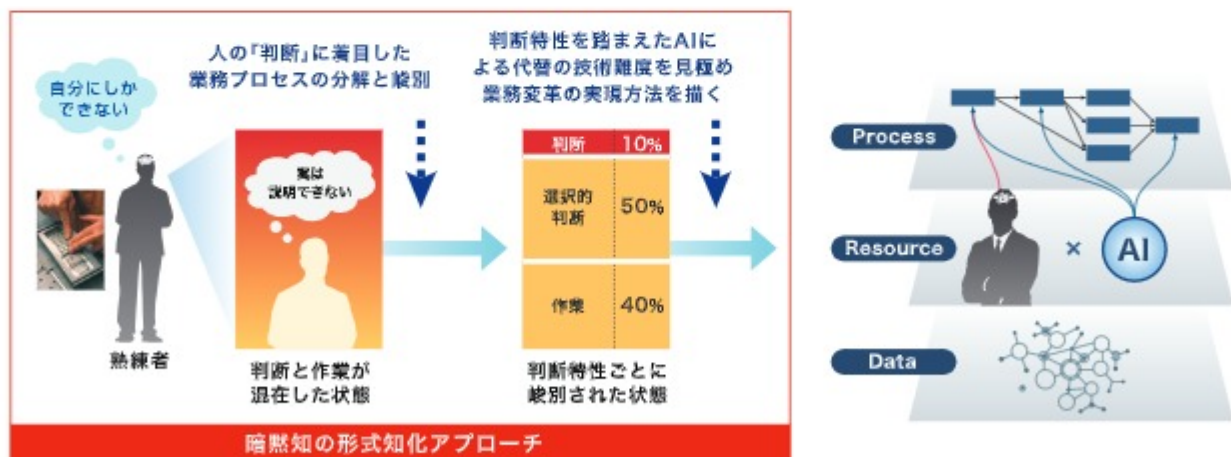 人の「判断」に着目した
業務プロセスの分解と峻別
判断特性を踏まえたAIに
よる代替の技術難度を見極め
業務変革の実現方法を描く
自分にしか
できない
実は
説明できない
熟練者
判断と作業が
混在した状態
判断 10%
選択的
判断
50%
作業 40%
判断特性ごとに
峻別された状態
暗黙知の形式知化アプローチ
Process
Resource
×
AI
Data